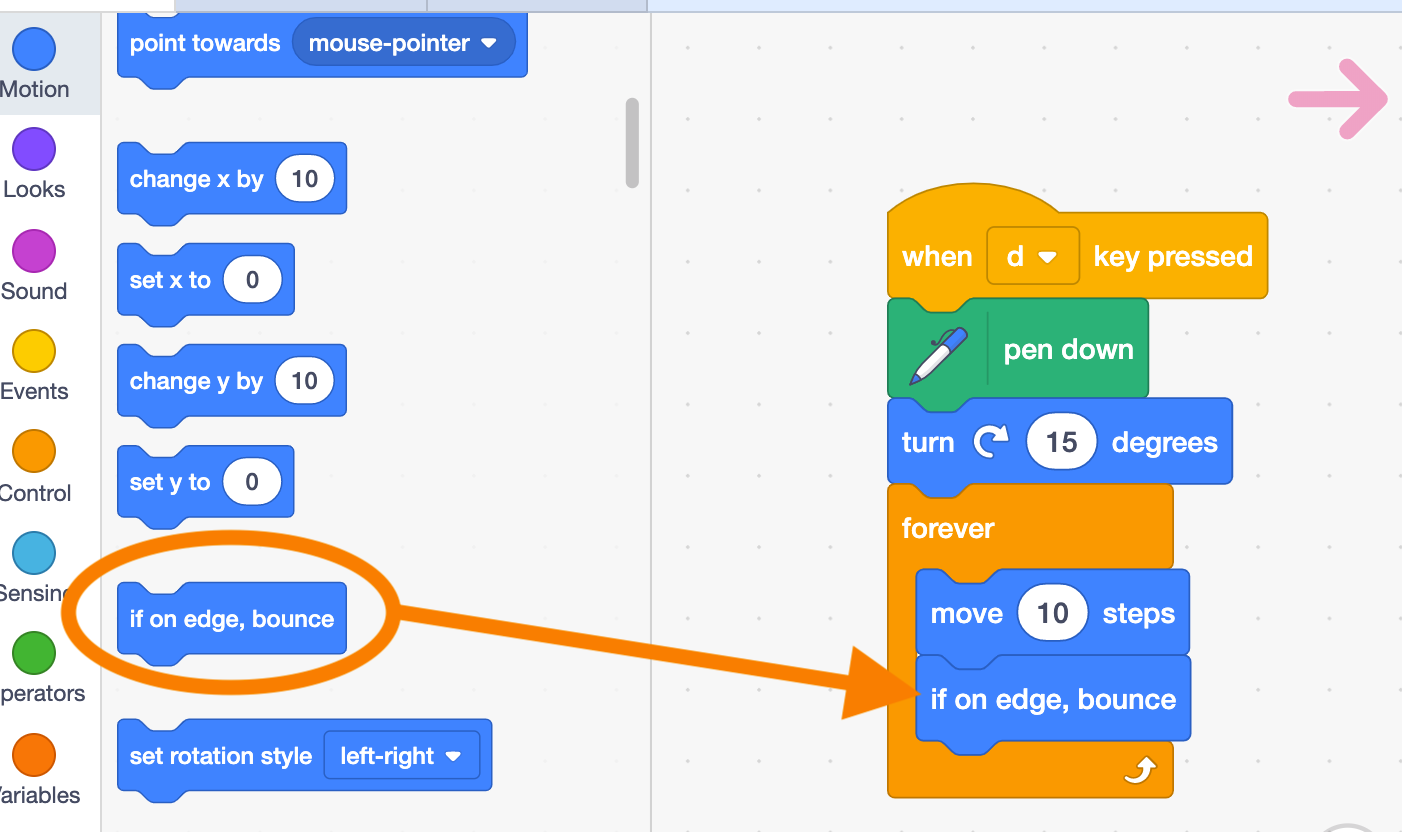 point towards mouse-pointer
Motion
change x by 10
Looks
set x to 0
Sound
change y by 10
Events
set y to 0
Control
if on edge, bounce
Sensing
perators
set rotation style left-right
ariables
when d key pressed
pen down
turn 15 degrees
forever
move 10 steps
if on edge, bounce